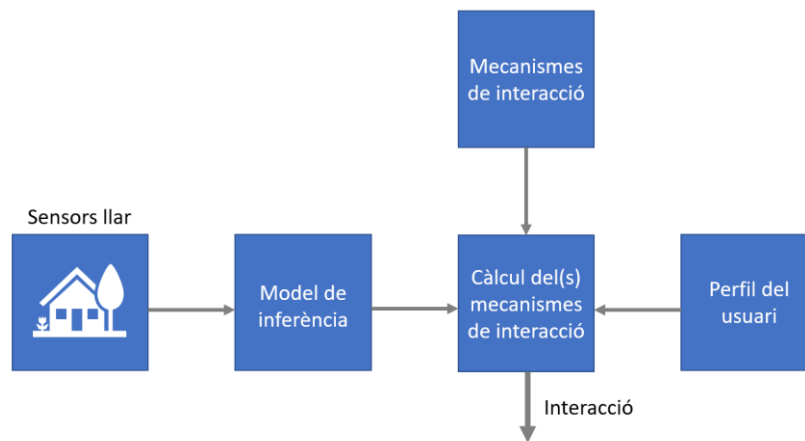 Mecanismes
de interacció
Sensors llar
Model de
inferència
Càlcul del(s)
mecanismes
de interacció
Perfil del
usuari
Interacció